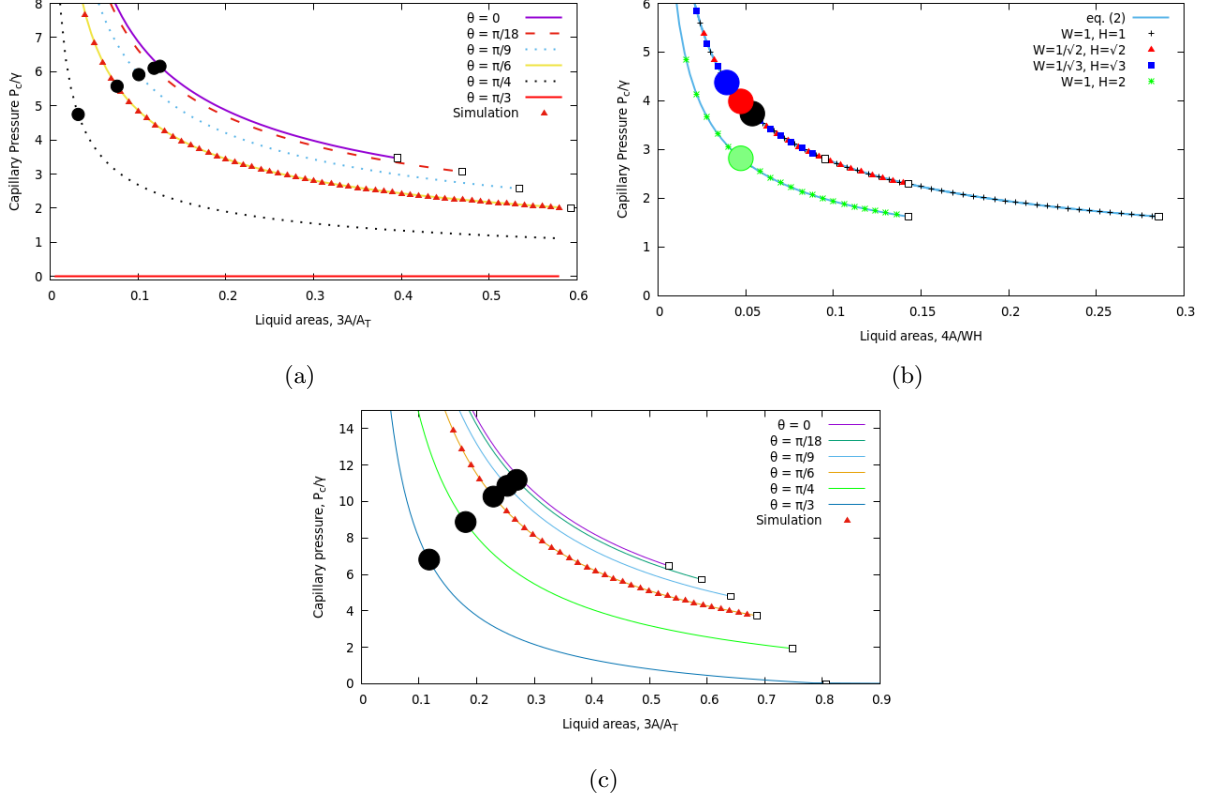 8
7
6
5
4
3
2
1
0
0
0.1
0.2
0.3
0.4
0.5
0.6
Capillary Pressure P_c/γ
Liquid areas, 3A/A_T
θ = 0
θ = π/18
θ = π/9
θ = π/6
θ = π/4
θ = π/3
Simulation
(a)
6
5
4
3
2
1
0
0
0.05
0.1
0.15
0.2
0.25
0.3
Capillary Pressure P_c/γ
Liquid areas, 4A/WH
eq. (2)
W=1, H=1
W=1/√2, H=√2
W=1/√3, H=√3
W=1, H=2
(b)
14
12
10
8
6
4
2
0
0
0.1
0.2
0.3
0.4
0.5
0.6
0.7
0.8
0.9
Capillary pressure, P_c/γ
Liquid areas, 3A/A_T
θ = 0
θ = π/18
θ = π/9
θ = π/6
θ = π/4
θ = π/3
Simulation
(c)